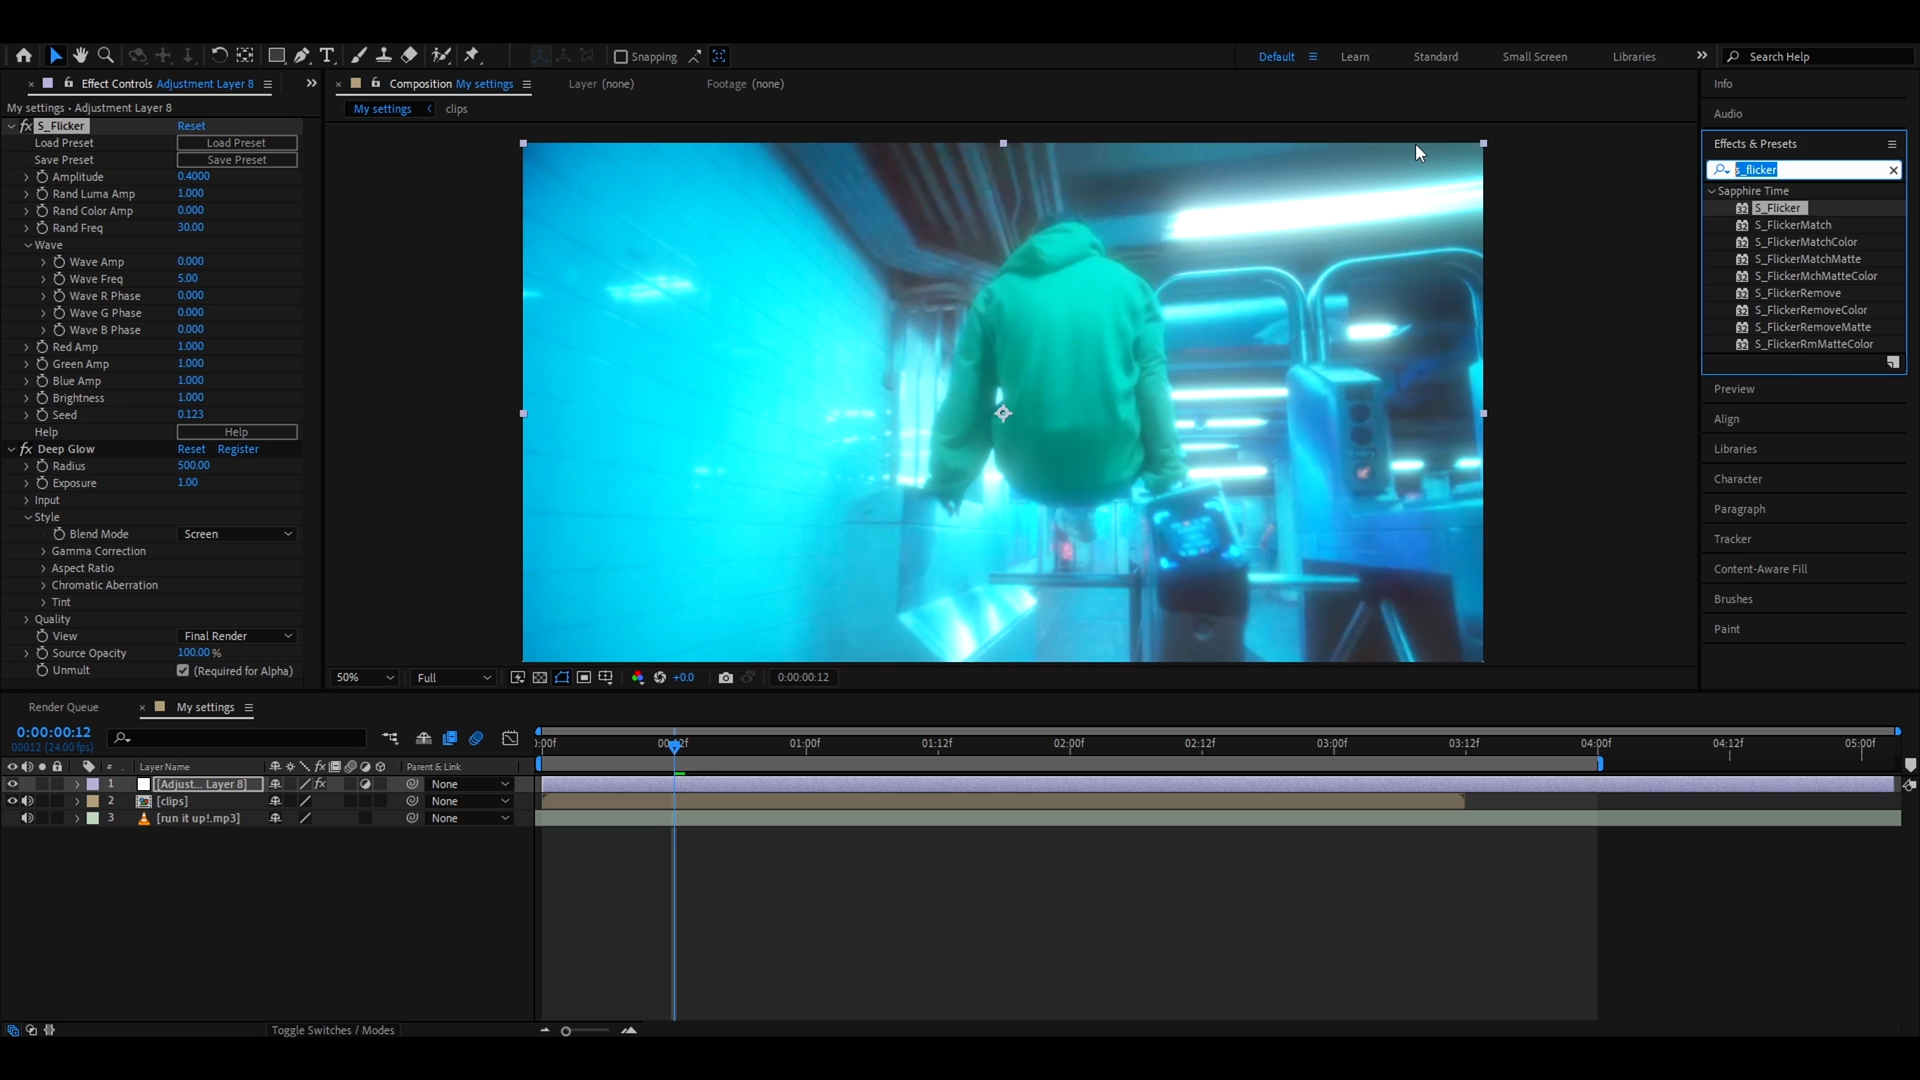 Snapping
Default
Learn
Standard
Small Screen
Libraries
Search Help
Effect Controls Adjustment Layer 8
Composition My settings
Layer (none)
Footage (none)
Info
My settings • Adjustment Layer 8
My settings
clips
Audio
S_Flicker Reset
Load Preset Load Preset
Save Preset Save Preset
Amplitude 0.4000
Rand Luma Amp 1.000
Rand Color Amp 0.000
Rand Freq 30.00
Wave
Wave Amp 0.000
Wave Freq 5.00
Wave R Phase 0.000
Wave G Phase 0.000
Wave B Phase 0.000
Red Amp 1.000
Green Amp 1.000
Blue Amp 1.000
Brightness 1.000
Seed 0.123
Help Help
Deep Glow Reset Register
Radius 500.00
Exposure 1.00
Input
Style
Blend Mode Screen
Gamma Correction
Aspect Ratio
Chromatic Aberration
Tint
Quality
View Final Render
Source Opacity 100.00 %
Unmult (Required for Alpha)
Effects & Presets
s_flicker
Sapphire Time
S_Flicker
S_FlickerMatch
S_FlickerMatchColor
S_FlickerMatchMatte
S_FlickerMchMatteColor
S_FlickerRemove
S_FlickerRemoveColor
S_FlickerRemoveMatte
S_FlickerRmMatteColor
Preview
Align
Libraries
Character
Paragraph
Tracker
Content-Aware Fill
Brushes
Paint
50% Full +0.0 0:00:00:12
Render Queue
My settings
0:00:00:12
00012 (24.00 fps)
:00f 01:00f 01:12f 02:00f 02:12f 03:00f 03:12f 04:00f 04:12f 05:00f
# Layer Name Parent & Link
1 [Adjust... Layer 8] None
2 [clips] None
3 [run it up!.mp3] None
Toggle Switches / Modes